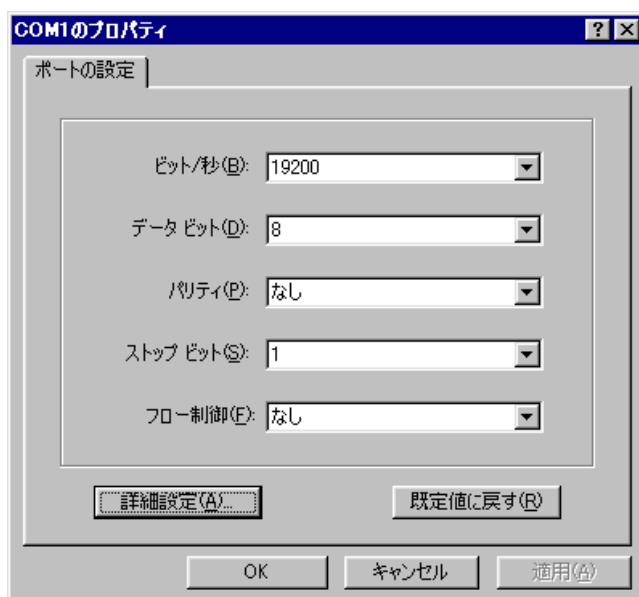 COM1のプロパティ
ポートの設定
ビット/秒(B): 19200
データ ビット(D): 8
パリティ(P): なし
ストップ ビット(S): 1
フロー制御(F): なし
詳細設定(A)... 既定値に戻す(R)
OK キャンセル 適用(A)